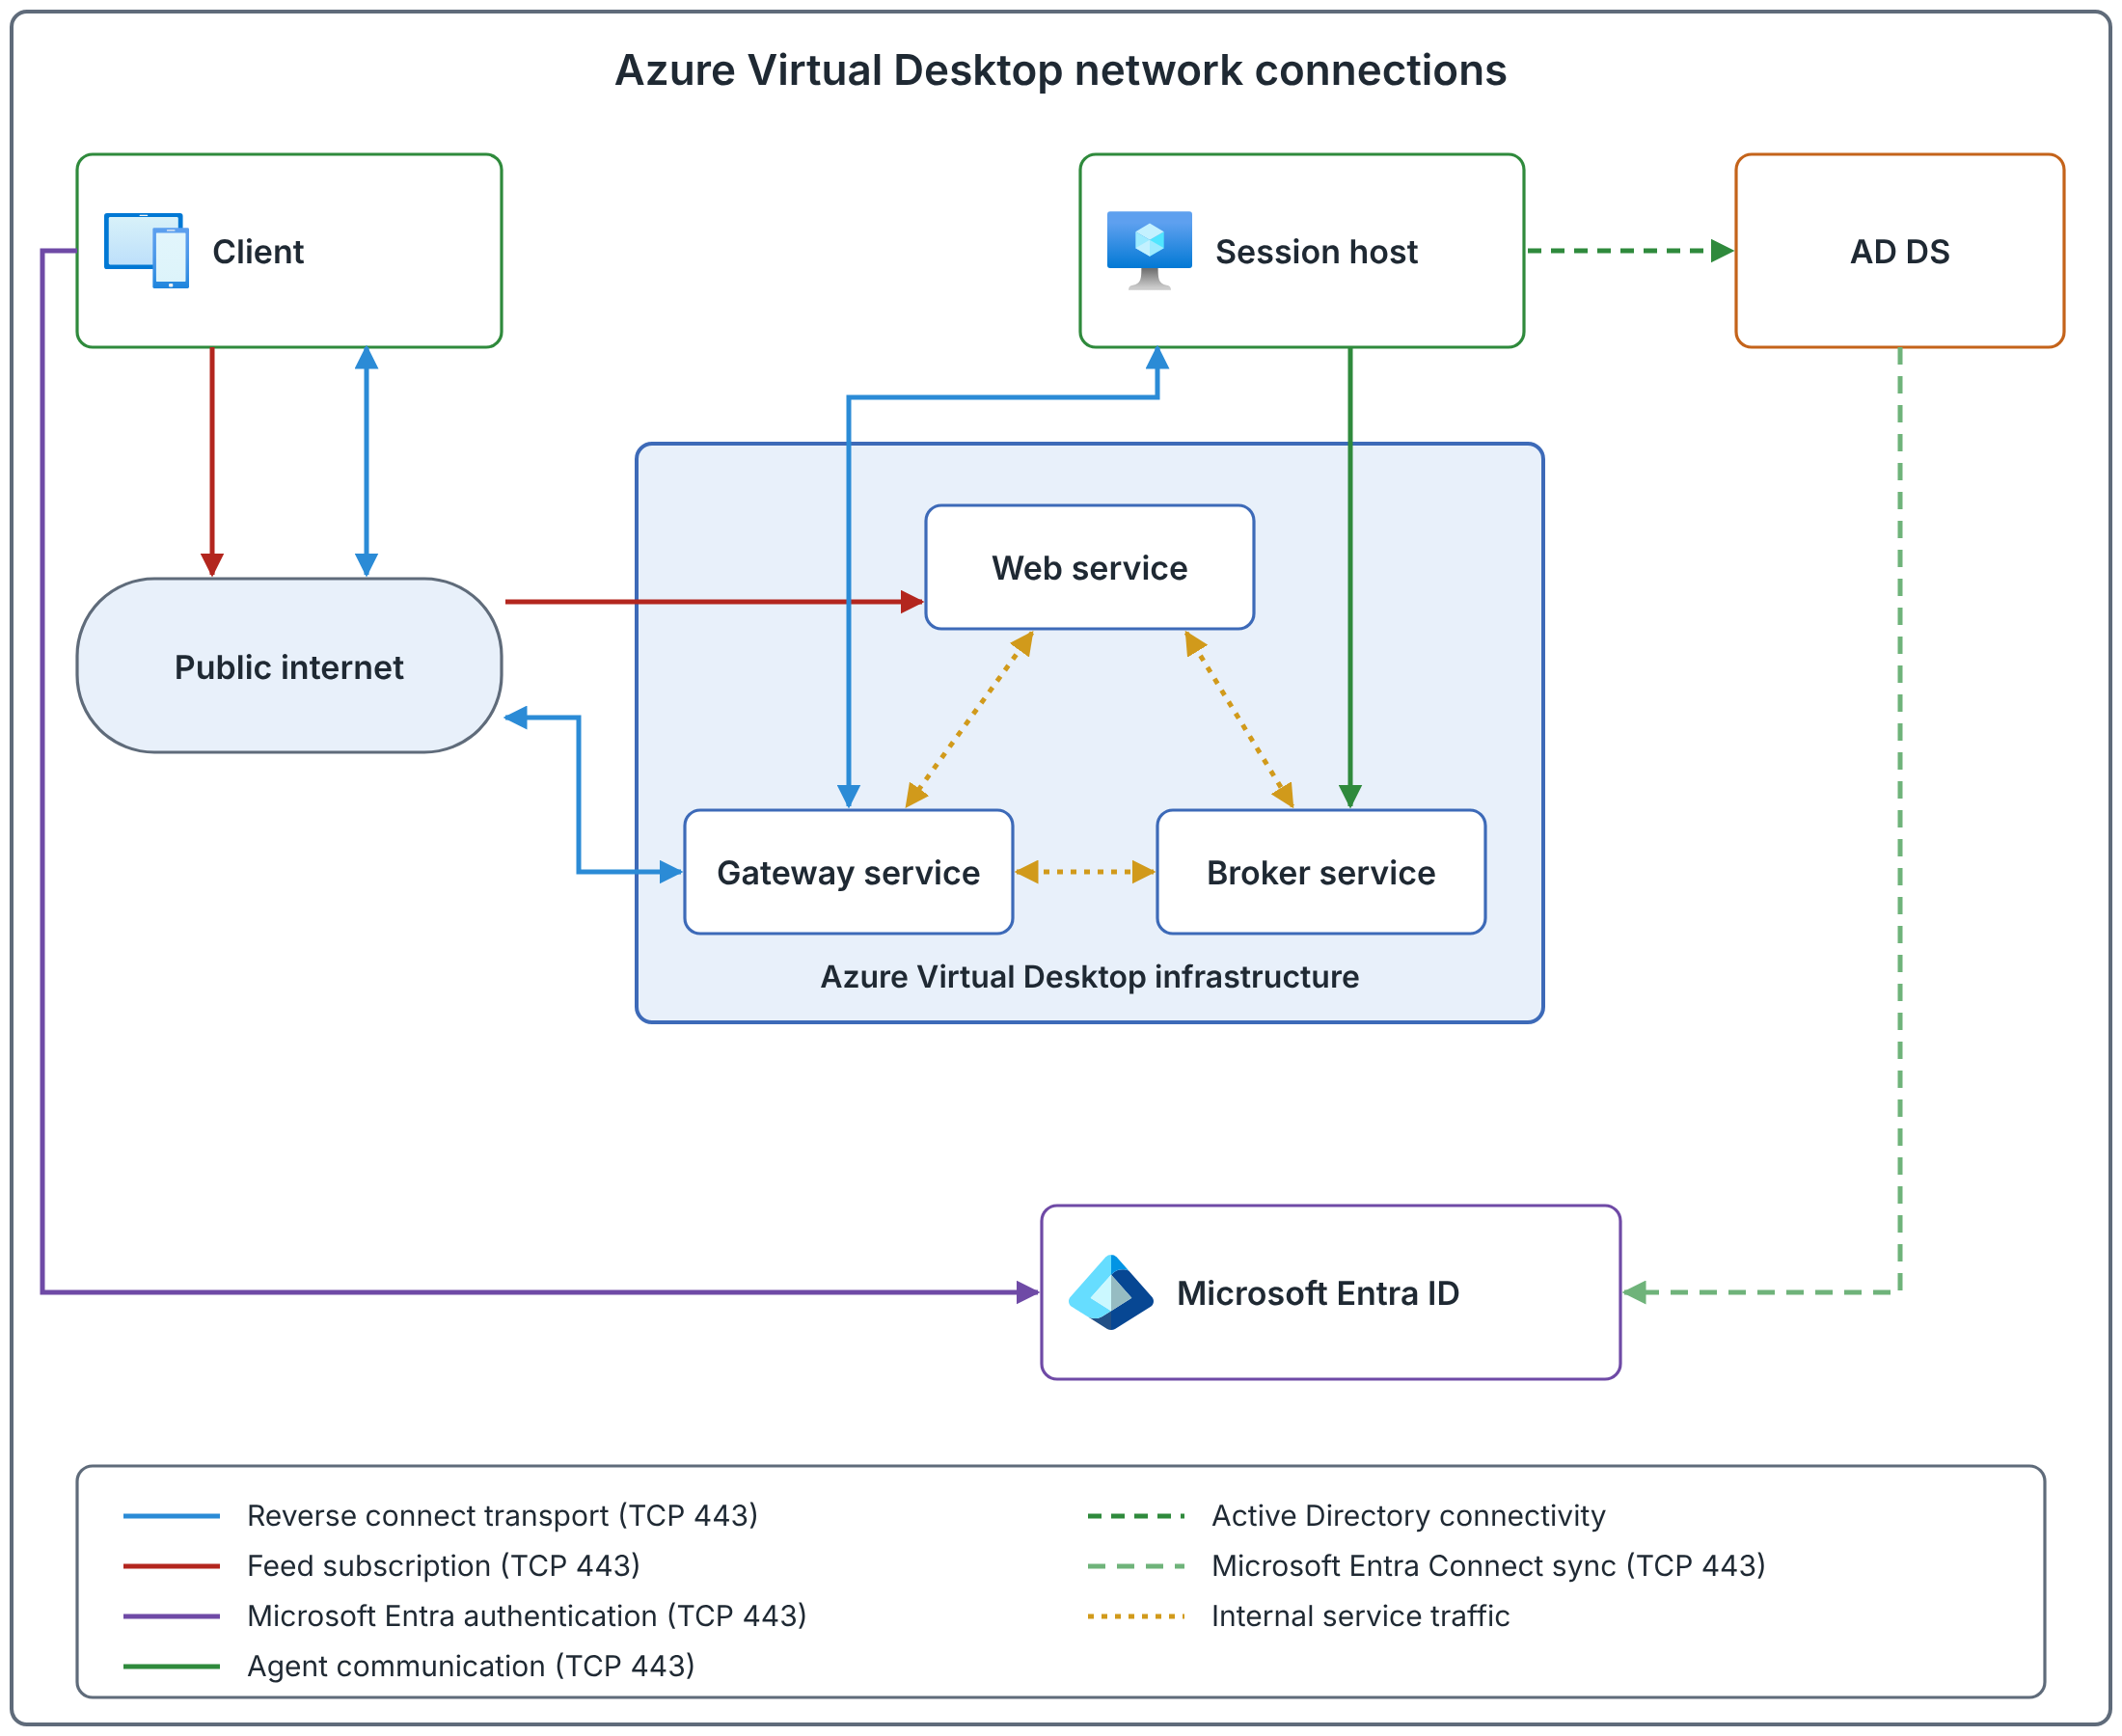 Azure Virtual Desktop network connections
Client
Session host
AD DS
Web service
Public internet
Gateway service
Broker service
Azure Virtual Desktop infrastructure
Microsoft Entra ID
Reverse connect transport (TCP 443)
Feed subscription (TCP 443)
Microsoft Entra authentication (TCP 443)
Agent communication (TCP 443)
Active Directory connectivity
Microsoft Entra Connect sync (TCP 443)
Internal service traffic